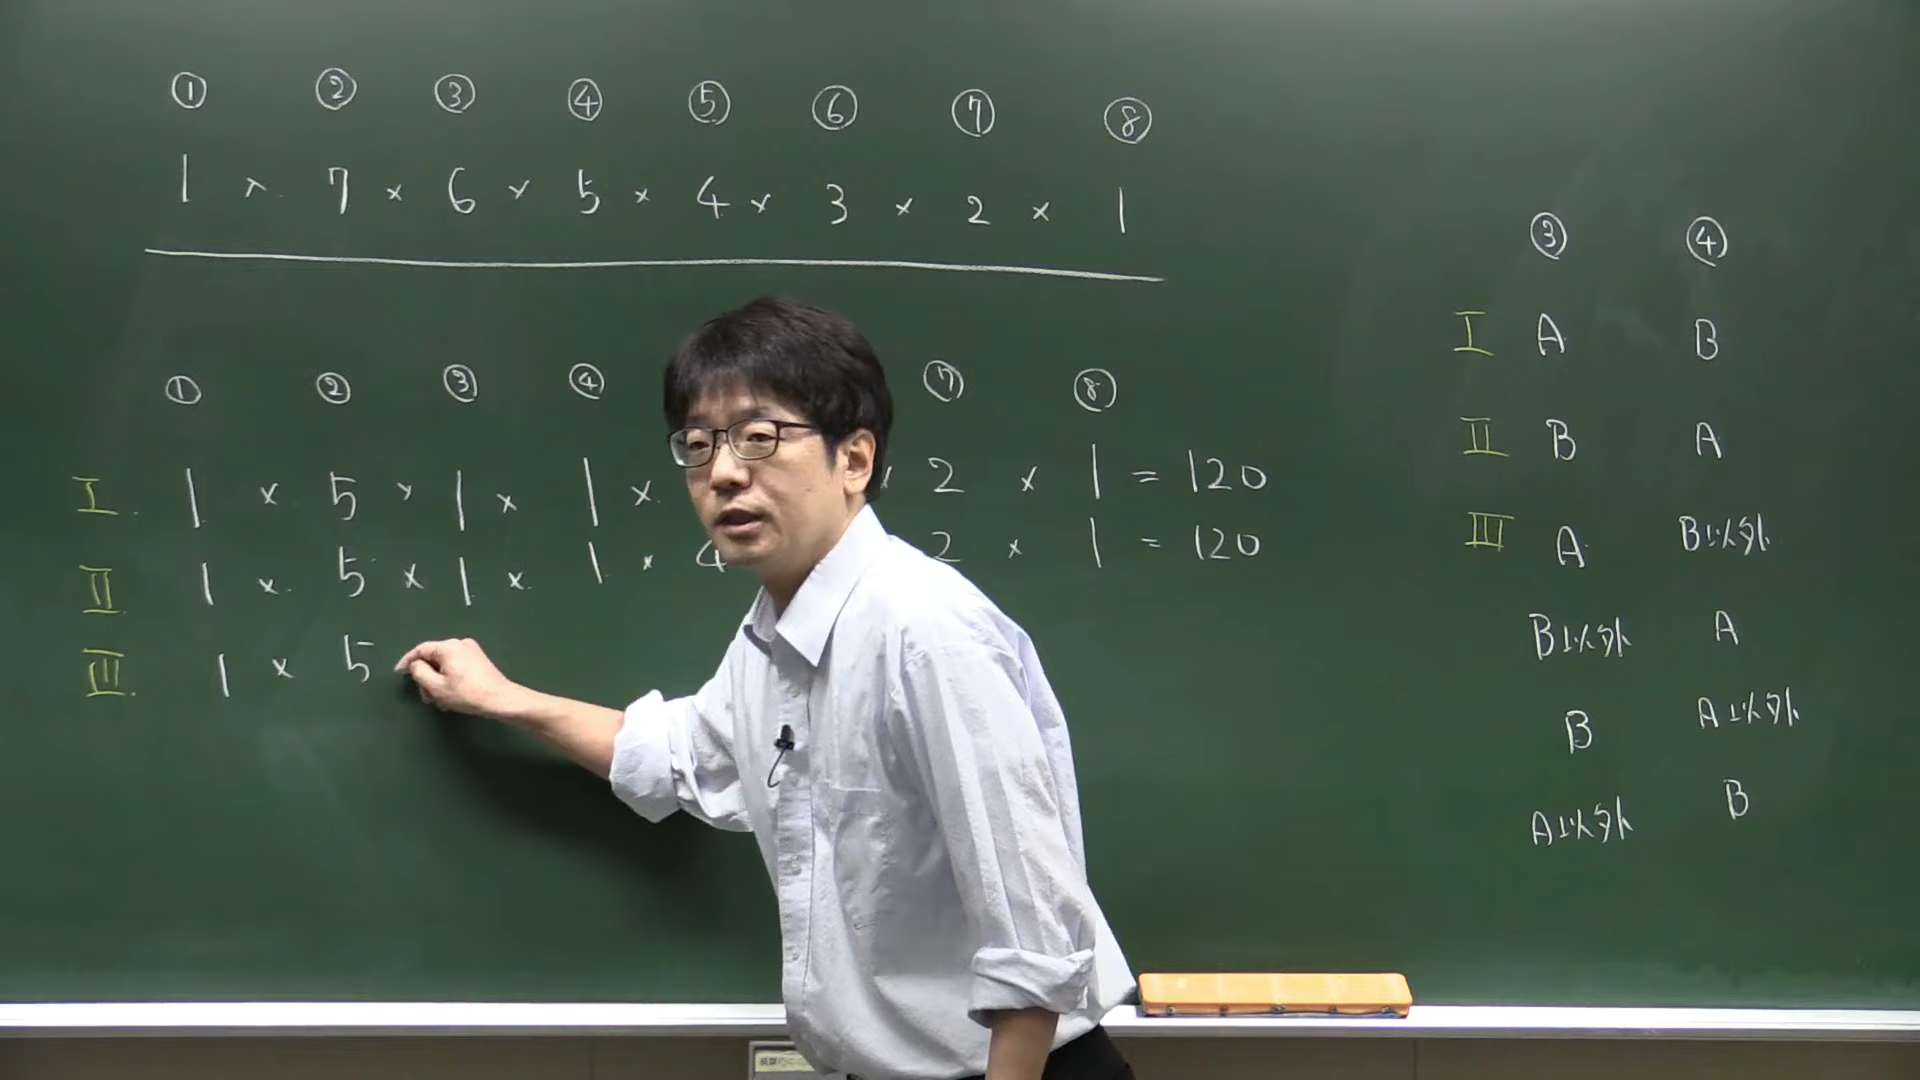 ① ② ③ ④ ⑤ ⑥ ⑦ ⑧
1 × 7 × 6 × 5 × 4 × 3 × 2 × 1
① ② ③ ④ ⑦ ⑧
I. 1 × 5 × 1 × 1 × × 2 × 1 = 120
II. 1 × 5 × 1 × 1 × 4 2 × 1 = 120
III. 1 × 5
③ ④
I A B
II B A
III A B以外
B以外 A
B A以外
A以外 B